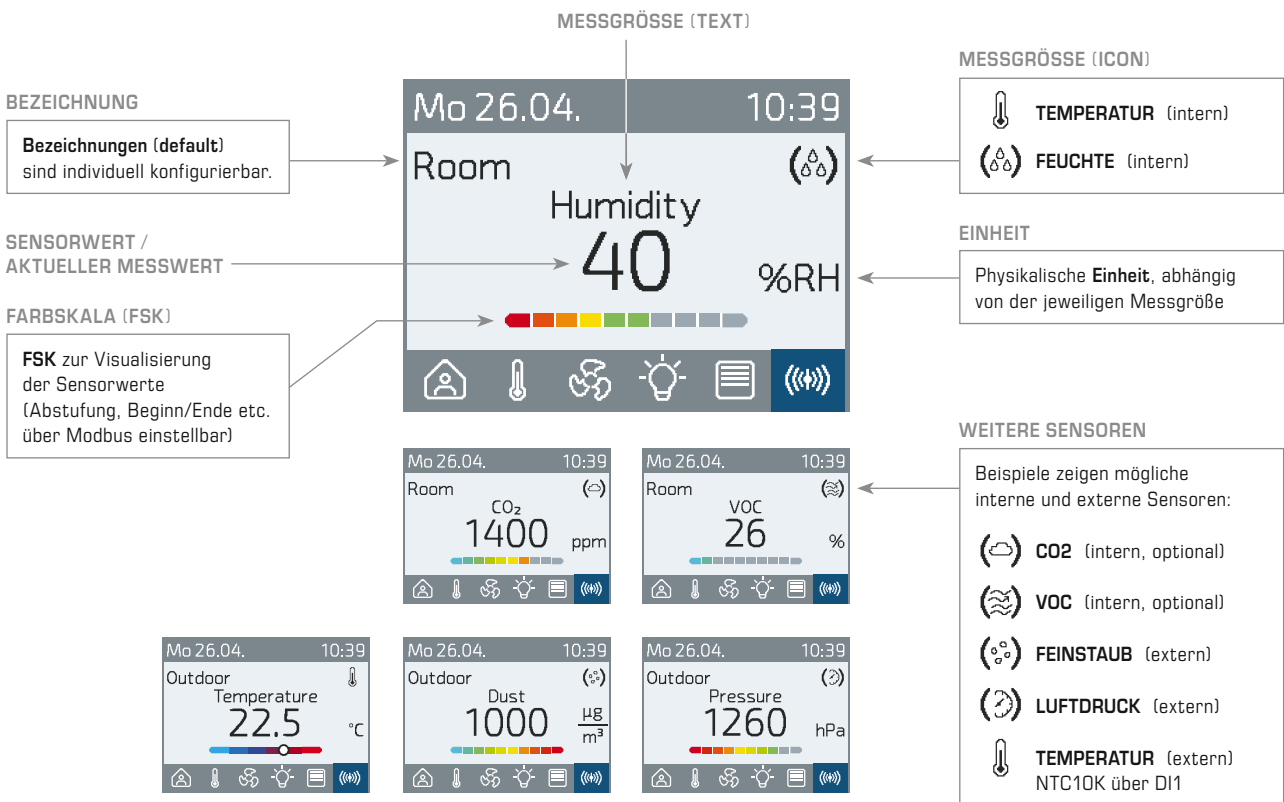 MESSGRÖSSE (TEXT)
BEZEICHNUNG
Bezeichnungen (default)
sind individuell konfigurierbar.
SENSORWERT /
AKTUELLER MESSWERT
FARBSKALA (FSK)
FSK zur Visualisierung
der Sensorwerte
(Abstufung, Beginn/Ende etc.
über Modbus einstellbar)
Mo 26.04. 10:39
Room
Humidity
40
%RH
MESSGRÖSSE (ICON)
TEMPERATUR (intern)
FEUCHTE (intern)
EINHEIT
Physikalische Einheit, abhängig
von der jeweiligen Messgröße
Mo 26.04. 10:39
Room
CO₂
1400
ppm
Mo 26.04. 10:39
Room
VOC
26
%
WEITERE SENSOREN
Beispiele zeigen mögliche
interne und externe Sensoren:
CO2 (intern, optional)
VOC (intern, optional)
FEINSTAUB (extern)
LUFTDRUCK (extern)
TEMPERATUR (extern)
NTC10K über DI1
Mo 26.04. 10:39
Outdoor
Temperature
22.5
°C
Mo 26.04. 10:39
Outdoor
Dust
1000
µg
m³
Mo 26.04. 10:39
Outdoor
Pressure
1260
hPa